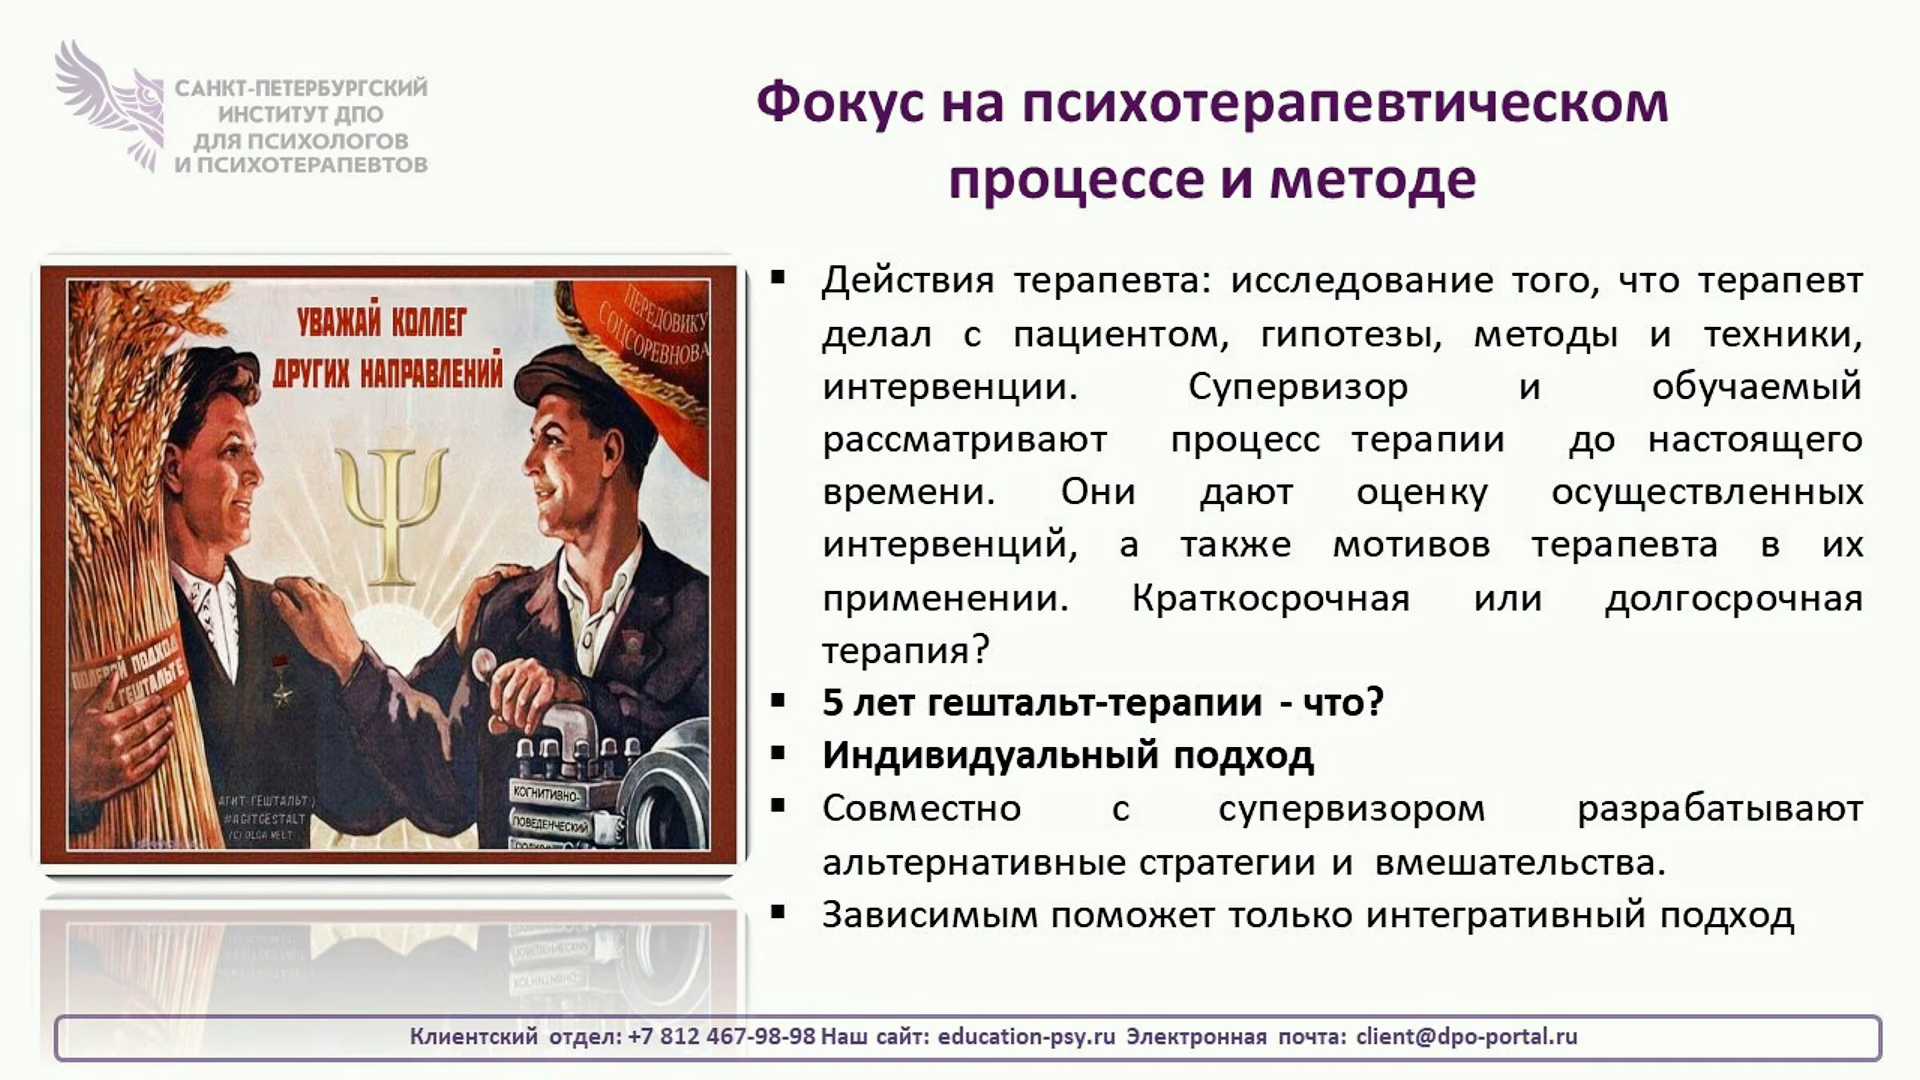 САНКТ-ПЕТЕРБУРГСКИЙ
ИНСТИТУТ ДПО
ДЛЯ ПСИХОЛОГОВ
И ПСИХОТЕРАПЕВТОВ
Фокус на психотерапевтическом
процессе и методе
УВАЖАЙ КОЛЛЕГ
ДРУГИХ НАПРАВЛЕНИЙ
ПЕРЕДОВИКУ
СОЦСОРЕВНОВА
Ψ
ПОДХОД
ГЕШТАЛЬТЕ
АГИТ-ГЕШТАЛЬТ:)
#AGITGESTALT
КОГНИТИВНО-
ПОВЕДЕНЧЕСКИЙ
▪ Действия терапевта: исследование того, что терапевт
делал с пациентом, гипотезы, методы и техники,
интервенции. Супервизор и обучаемый
рассматривают процесс терапии до настоящего
времени. Они дают оценку осуществленных
интервенций, а также мотивов терапевта в их
применении. Краткосрочная или долгосрочная
терапия?
▪ 5 лет гештальт-терапии - что?
▪ Индивидуальный подход
▪ Совместно с супервизором разрабатывают
альтернативные стратегии и вмешательства.
▪ Зависимым поможет только интегративный подход
Клиентский отдел: +7 812 467-98-98 Наш сайт: education-psy.ru Электронная почта: client@dpo-portal.ru